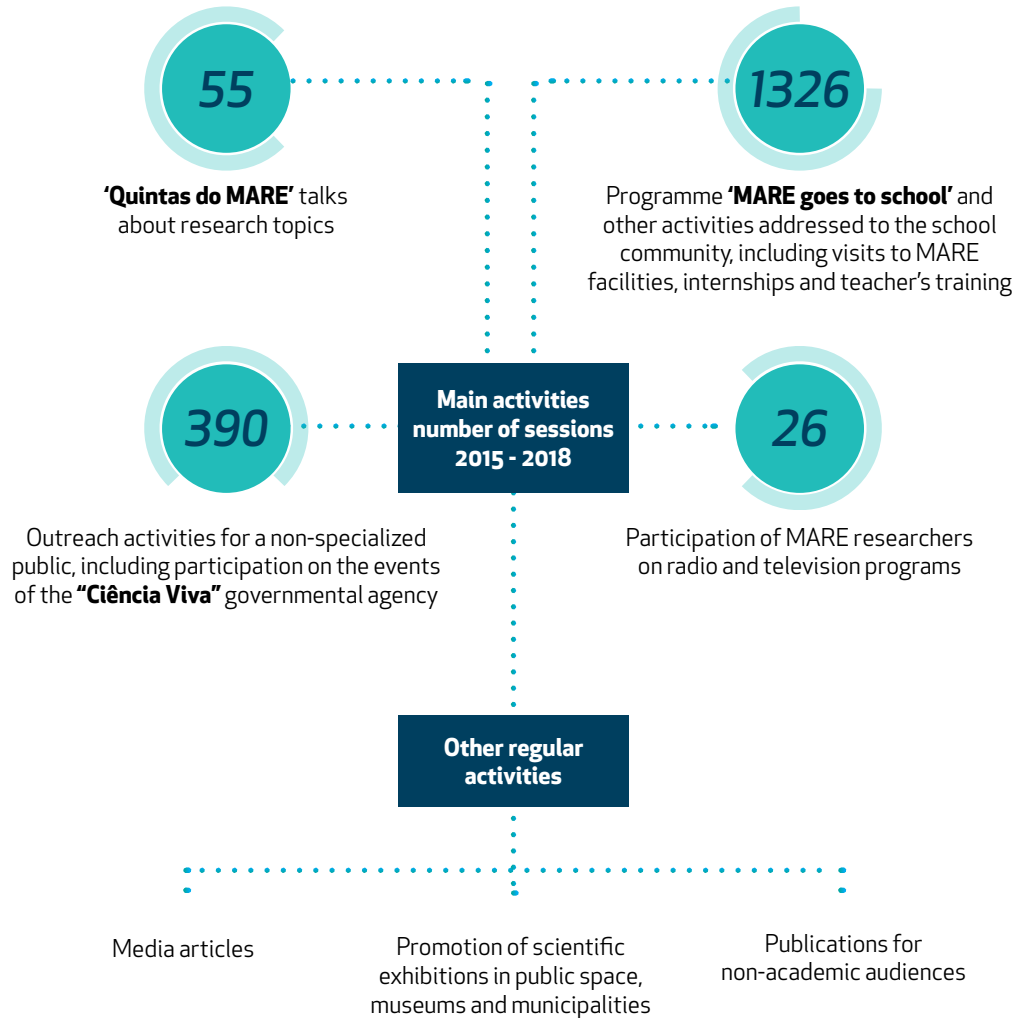 55
‘Quintas do MARE’ talks
about research topics
1326
Programme ‘MARE goes to school’ and
other activities addressed to the school
community, including visits to MARE
facilities, internships and teacher’s training
Main activities
number of sessions
2015 - 2018
390
Outreach activities for a non-specialized
public, including participation on the events
of the “Ciência Viva” governmental agency
26
Participation of MARE researchers
on radio and television programs
Other regular
activities
Media articles
Promotion of scientific
exhibitions in public space,
museums and municipalities
Publications for
non-academic audiences